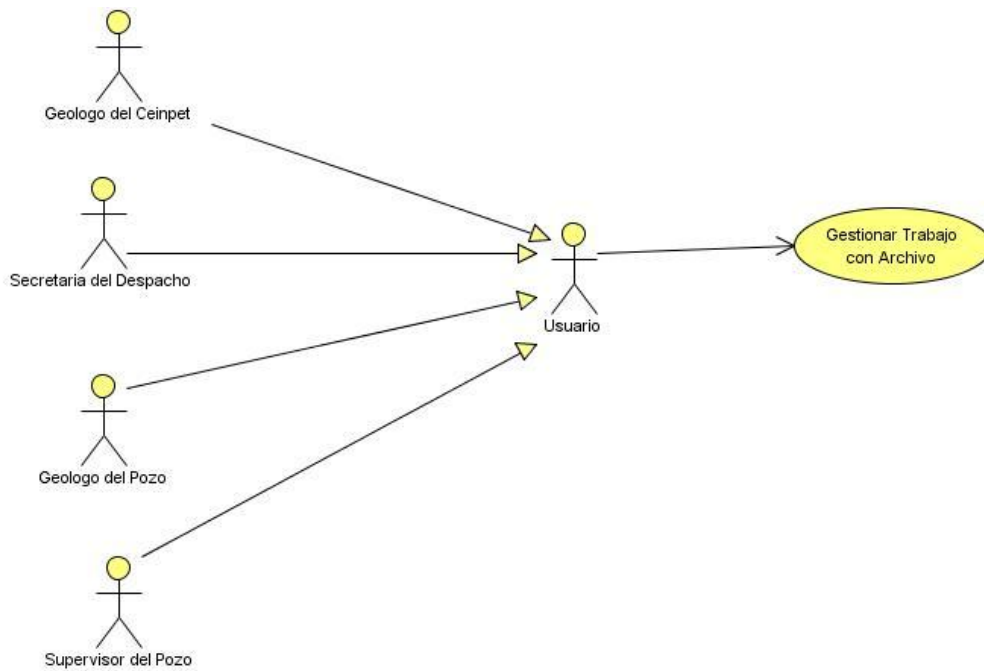 Geologo del Ceinpet
Secretaria del Despacho
Usuario
Gestionar Trabajo
con Archivo
Geologo del Pozo
Supervisor del Pozo